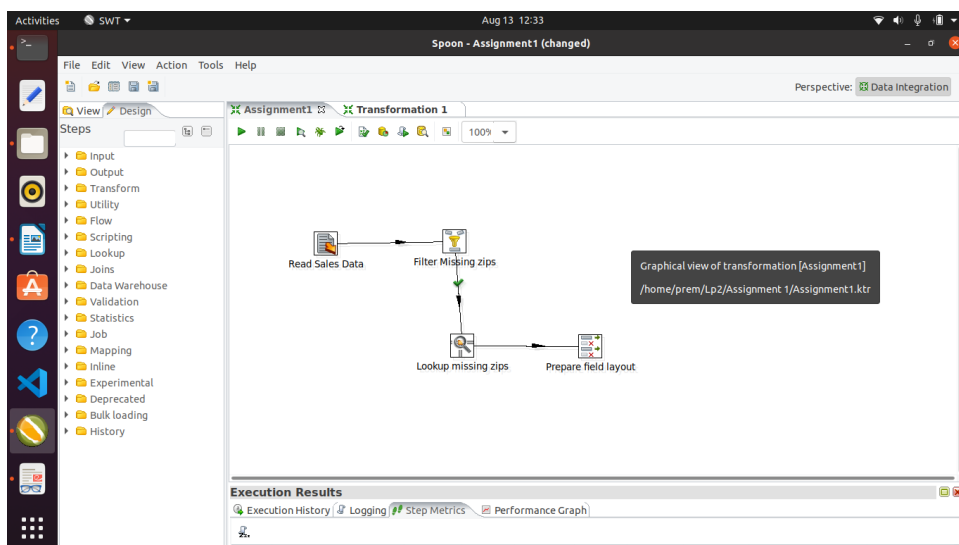 Activities SWT Aug 13 12:33
Spoon - Assignment1 (changed)
File Edit View Action Tools Help
Perspective: Data Integration
View Design Assignment1 Transformation 1
Steps
100%
Input
Output
Transform
Utility
Flow
Scripting
Lookup
Joins
Data Warehouse
Validation
Statistics
Job
Mapping
Inline
Experimental
Deprecated
Bulk loading
History
Read Sales Data
Filter Missing zips
Lookup missing zips
Prepare field layout
Graphical view of transformation [Assignment1]
/home/prem/Lp2/Assignment 1/Assignment1.ktr
Execution Results
Execution History Logging Step Metrics Performance Graph